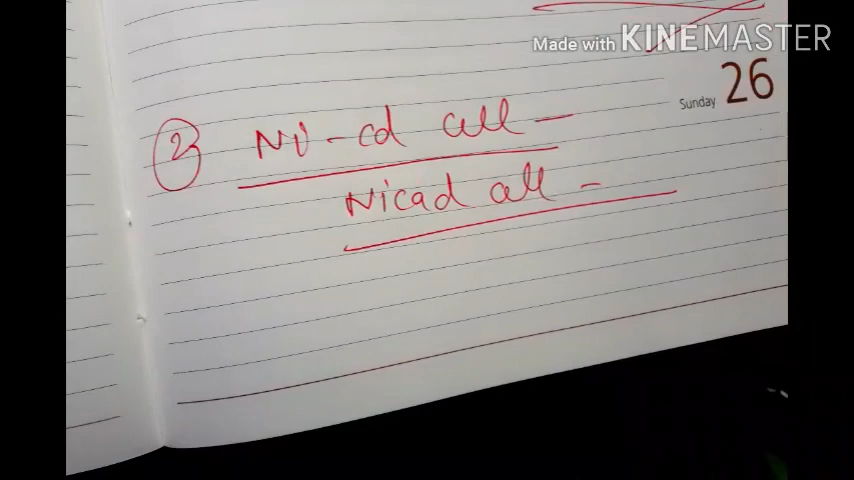 Made with KINEMASTER
Sunday 26
2) Ni-cd cell -
Nicad cell -